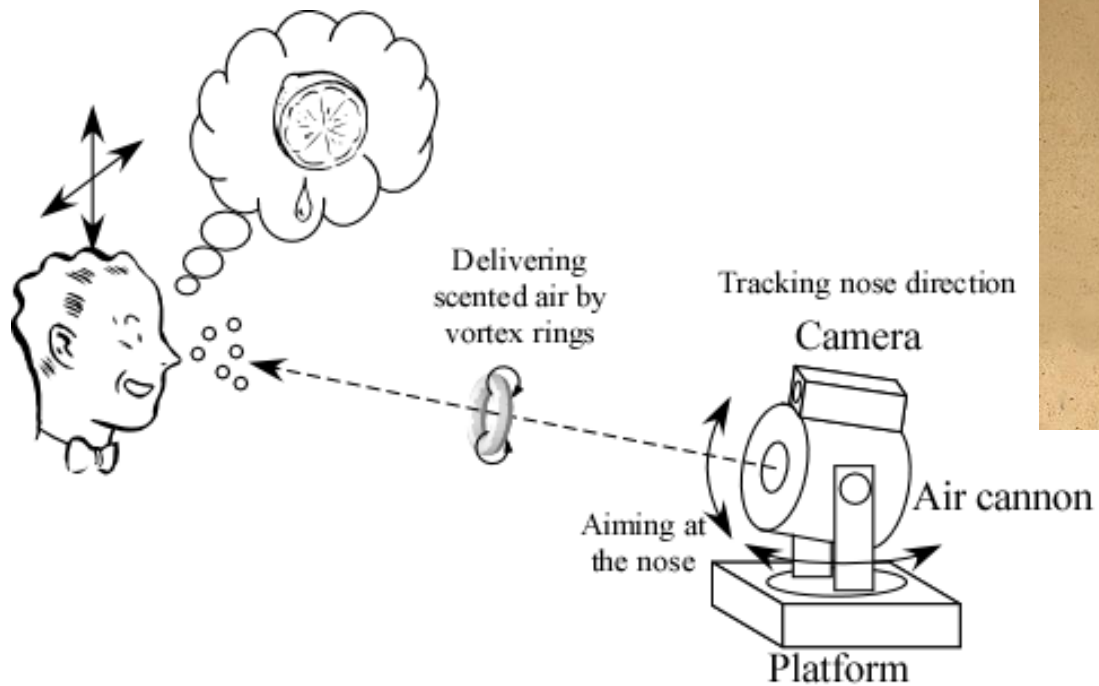 Delivering
scented air by
vortex rings
Tracking nose direction
Camera
Air cannon
Aiming at
the nose
Platform